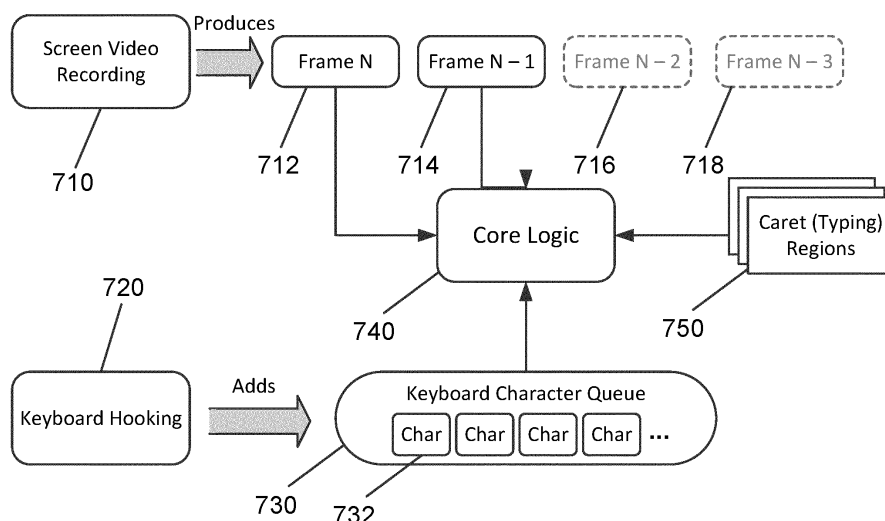 Produces
Screen Video
Recording
Frame N
Frame N – 1
Frame N – 2
Frame N – 3
710
712
714
716
718
Core Logic
Caret (Typing)
Regions
720
740
750
Keyboard Hooking
Adds
Keyboard Character Queue
Char Char Char Char ...
730
732